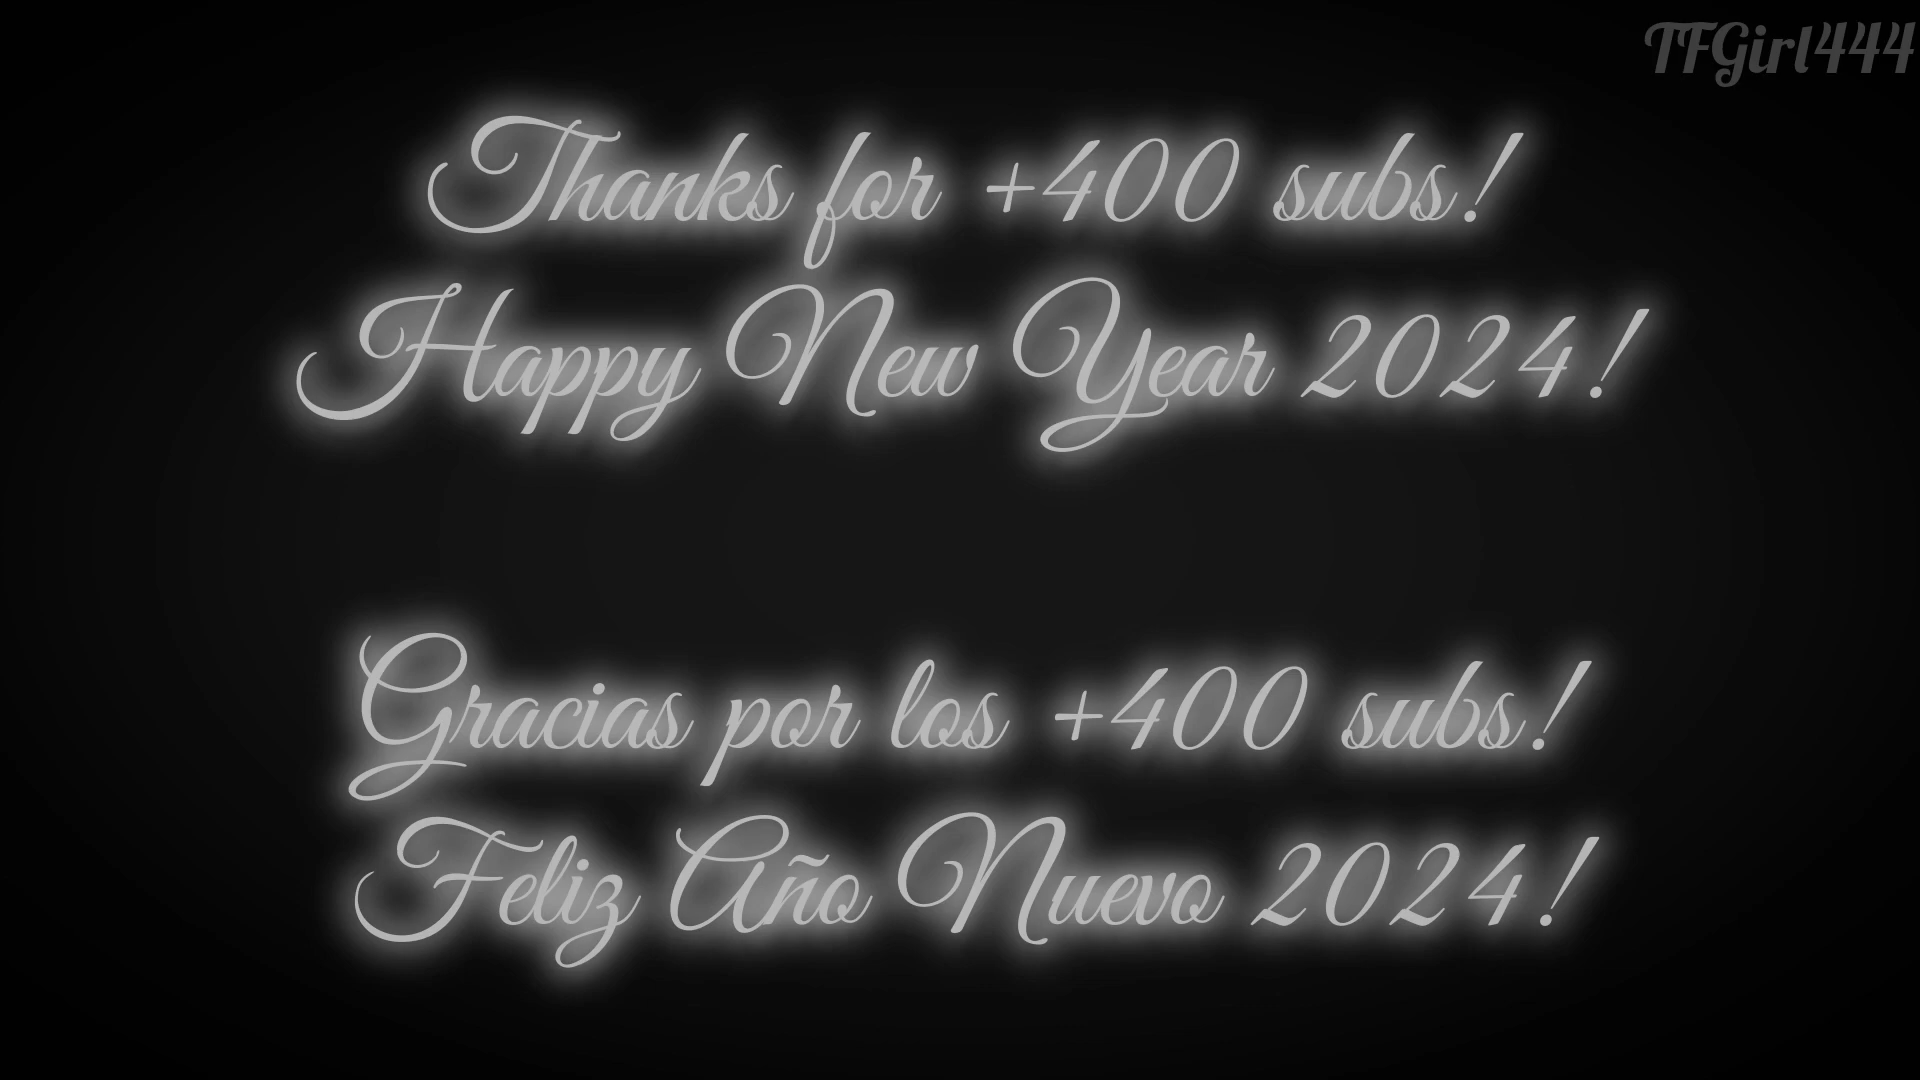 TFGirl444
Thanks for +400 subs!
Happy New Year 2024!
Gracias por los +400 subs!
Feliz Año Nuevo 2024!